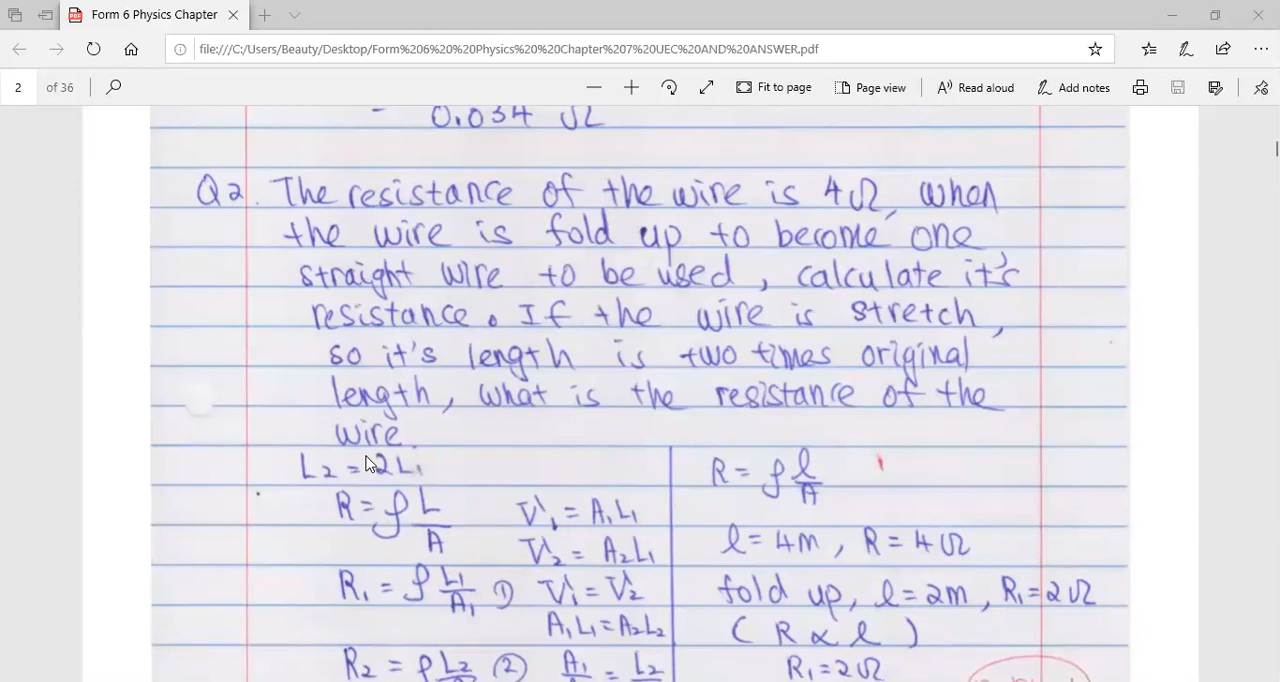 Form 6 Physics Chapter
file:///C:/Users/Beauty/Desktop/Form%206%20%20Physics%20%20Chapter%207%20UEC%20AND%20ANSWER.pdf
2 of 36 Fit to page Page view Read aloud Add notes
= 0.034 Ω
Q2. The resistance of the wire is 4Ω, when
the wire is fold up to become one
straight wire to be used, calculate it's
resistance. If the wire is stretch,
so it's length is two times original
length, what is the resistance of the
wire.
L₂ = 2L₁
R = ρ L/A
V₁ = A₁L₁
V₂ = A₂L₁
R₁ = ρ L₁/A₁ ①
V₁ = V₂
A₁L₁ = A₂L₂
R₂ = ρ L₂ ②
A₁ = L₂
R = ρ l/A
l = 4m, R = 4Ω
fold up, l = 2m, R₁ = 2Ω
( R ∝ l )
R₁ = 2Ω